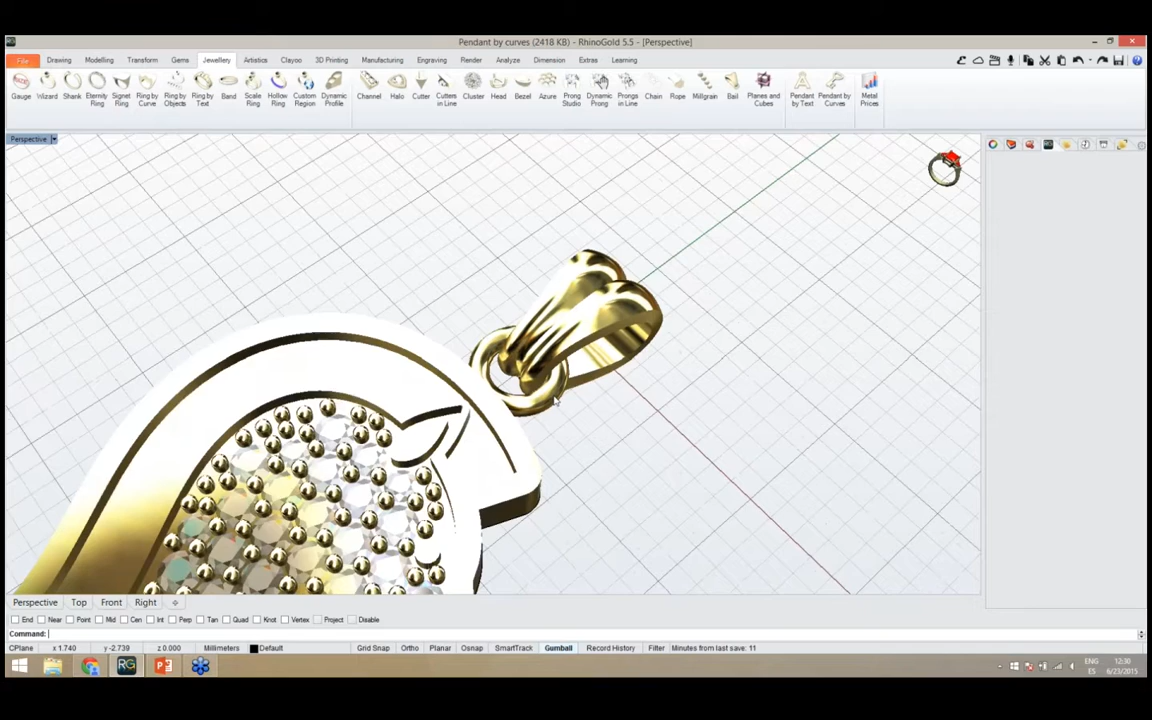 Pendant by curves (2418 KB) - RhinoGold 5.5 - [Perspective]
File Drawing Modelling Transform Gems Jewellery Artistics Clayoo 3D Printing Manufacturing Engraving Render Analyze Dimension Extras Learning
Gauge Wizard Shank Eternity Ring Signet Ring Ring by Curve Ring by Objects Ring by Text Band Scale Ring Hollow Ring Custom Region Dynamic Profile Channel Halo Cutter Cutters in Line Cluster Head Bezel Azure Prong Studio Dynamic Prong Prongs in Line Chain Rope Millgrain Bail Planes and Cubes Pendant by Text Pendant by Curves Metal Prices
Perspective
Perspective Top Front Right
End Near Point Mid Cen Int Perp Tan Quad Knot Vertex Project Disable
Command:
CPlane x 1.740 y -2.739 z 0.000 Millimeters Default Grid Snap Ortho Planar Osnap SmartTrack Gumball Record History Filter Minutes from last save: 11
RG
ENG
ES
12:30
6/23/2015